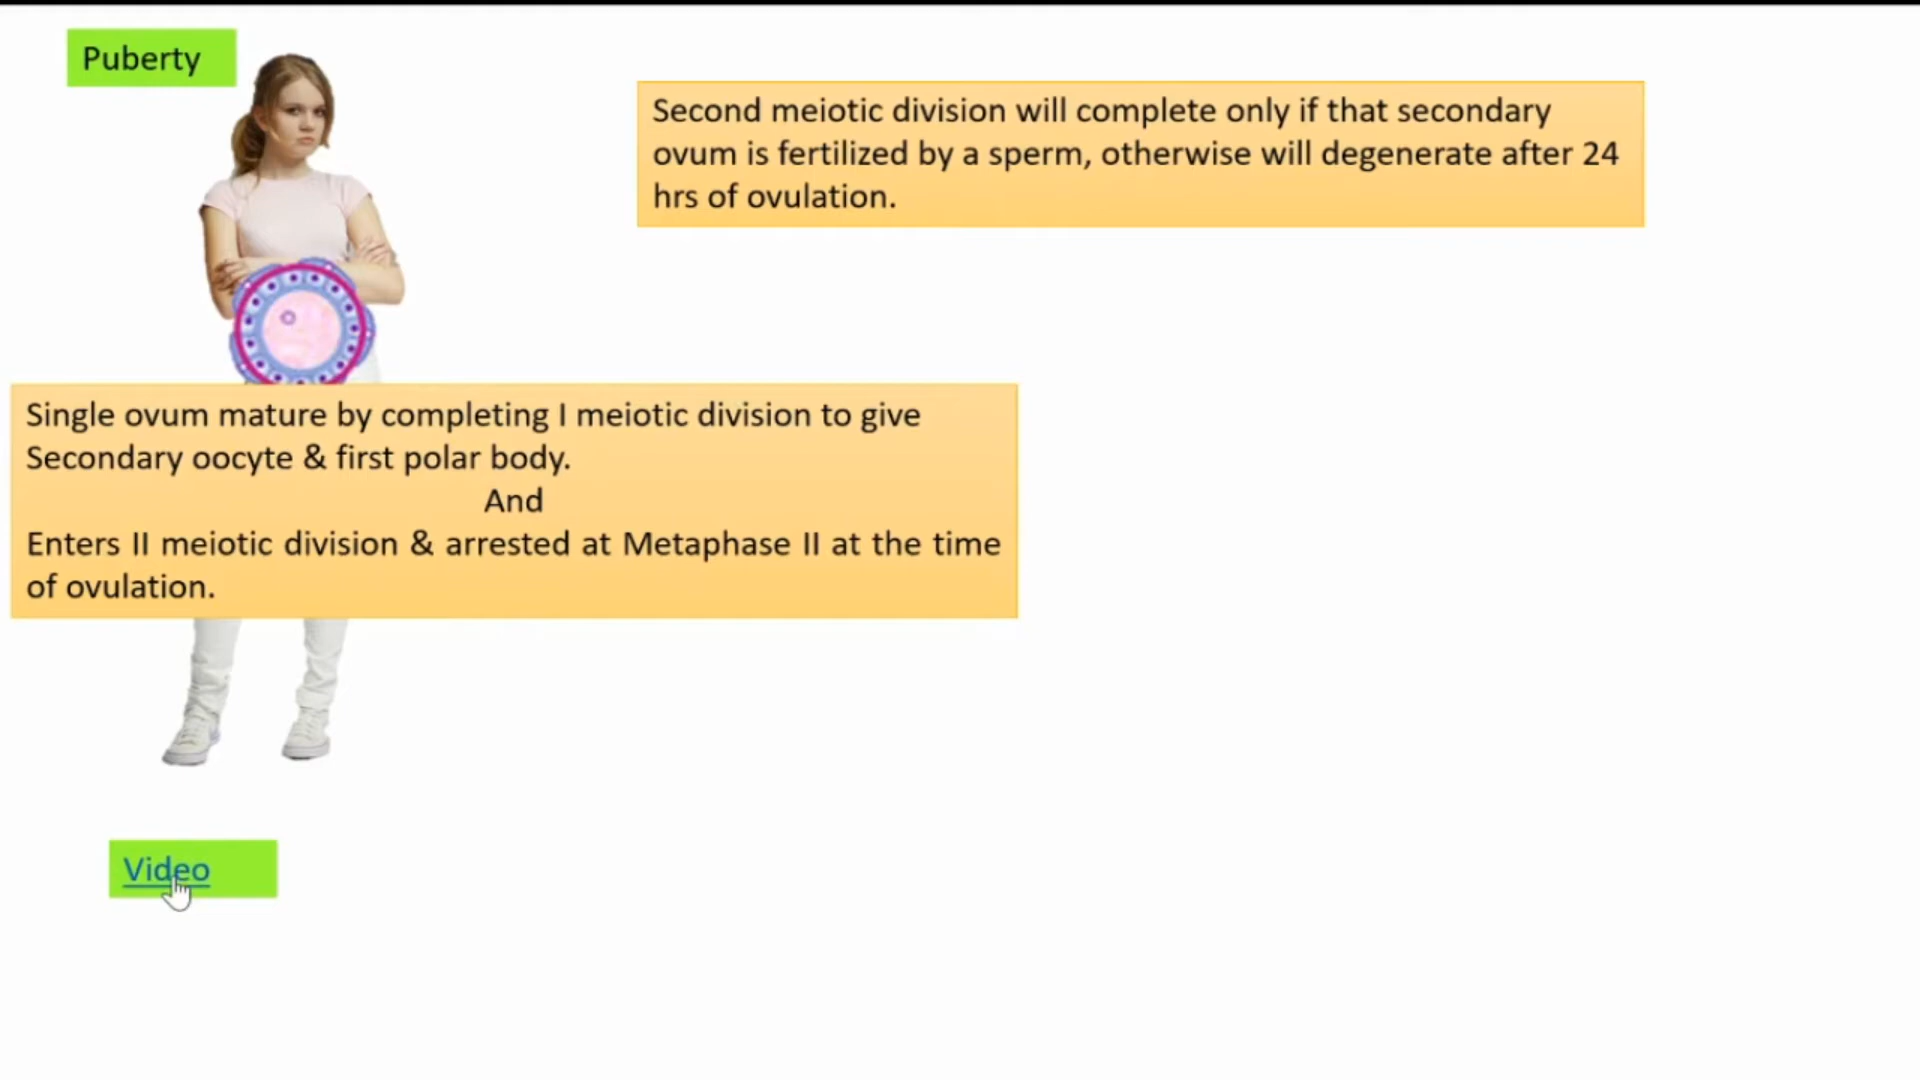 Puberty
Second meiotic division will complete only if that secondary
ovum is fertilized by a sperm, otherwise will degenerate after 24
hrs of ovulation.
Single ovum mature by completing I meiotic division to give
Secondary oocyte & first polar body.
And
Enters II meiotic division & arrested at Metaphase II at the time
of ovulation.
Video